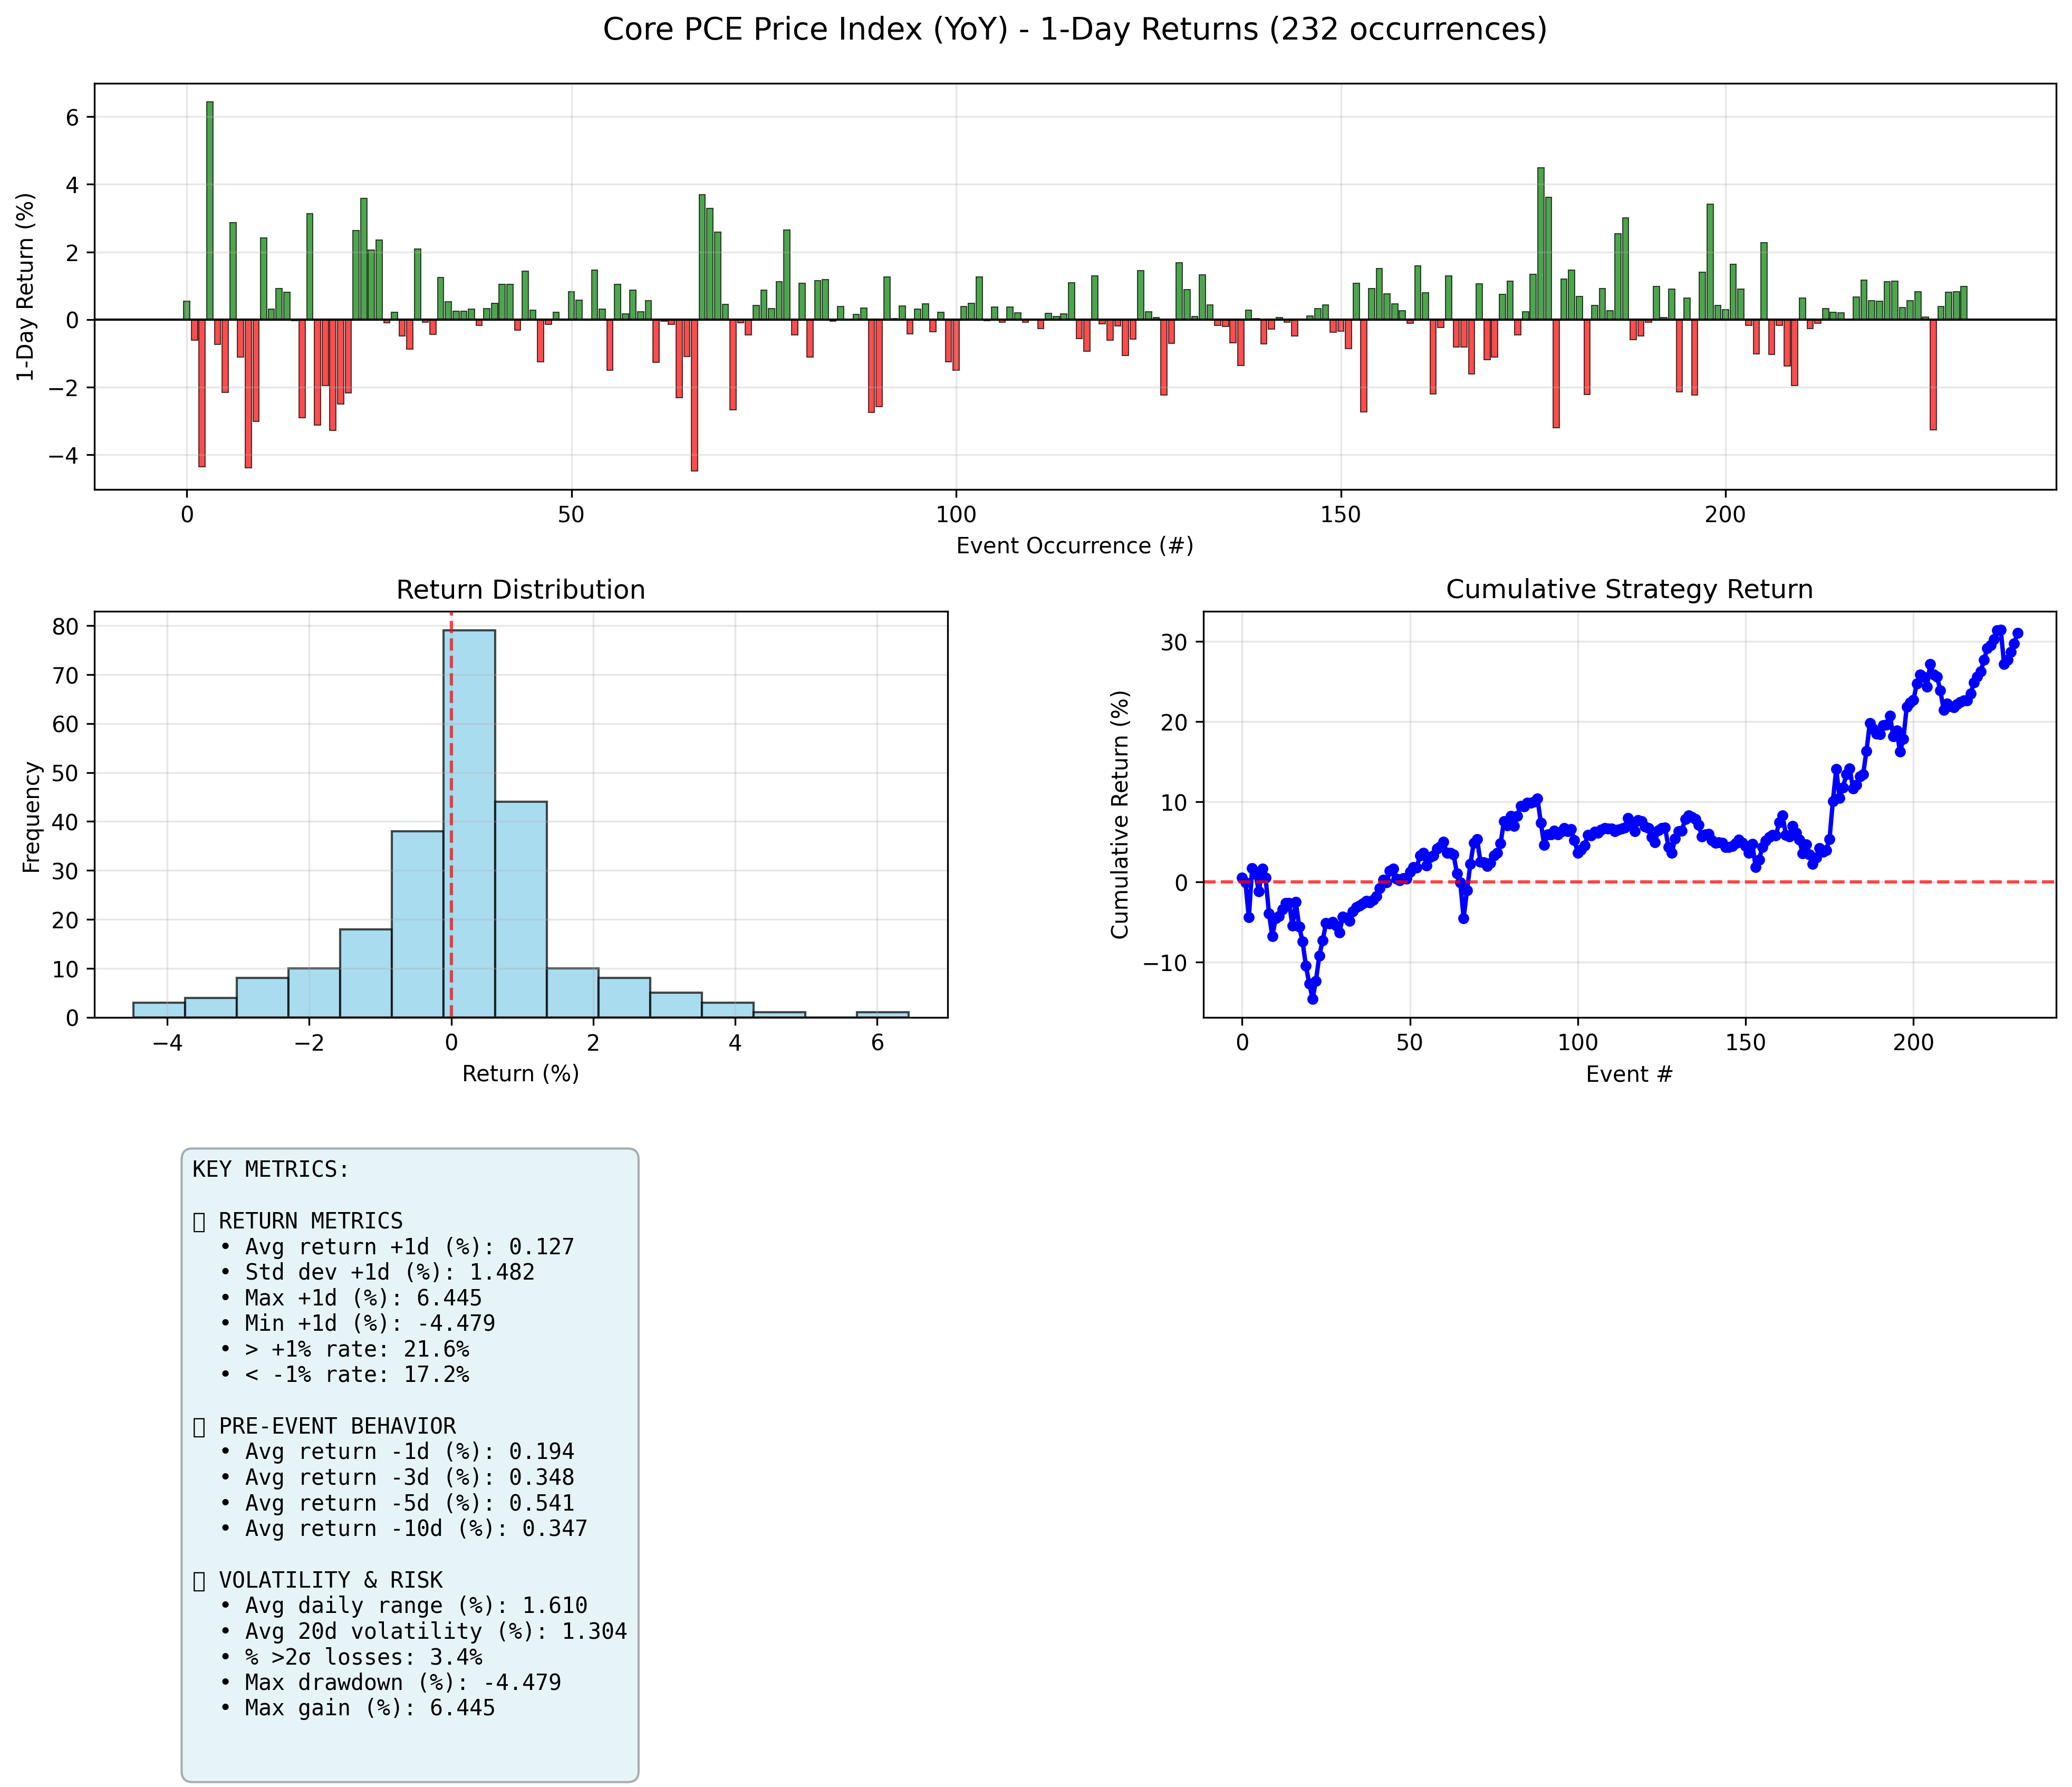 Core PCE Price Index (YoY) - 1-Day Returns (232 occurrences)
1-Day Return (%)
6
4
2
0
−2
−4
0
50
100
150
200
Event Occurrence (#)
Return Distribution
Frequency
80
70
60
50
40
30
20
10
0
−4
−2
0
2
4
6
Return (%)
Cumulative Strategy Return
Cumulative Return (%)
30
20
10
0
−10
0
50
100
150
200
Event #
KEY METRICS:
RETURN METRICS
• Avg return +1d (%): 0.127
• Std dev +1d (%): 1.482
• Max +1d (%): 6.445
• Min +1d (%): -4.479
• > +1% rate: 21.6%
• < -1% rate: 17.2%
PRE-EVENT BEHAVIOR
• Avg return -1d (%): 0.194
• Avg return -3d (%): 0.348
• Avg return -5d (%): 0.541
• Avg return -10d (%): 0.347
VOLATILITY & RISK
• Avg daily range (%): 1.610
• Avg 20d volatility (%): 1.304
• % >2σ losses: 3.4%
• Max drawdown (%): -4.479
• Max gain (%): 6.445